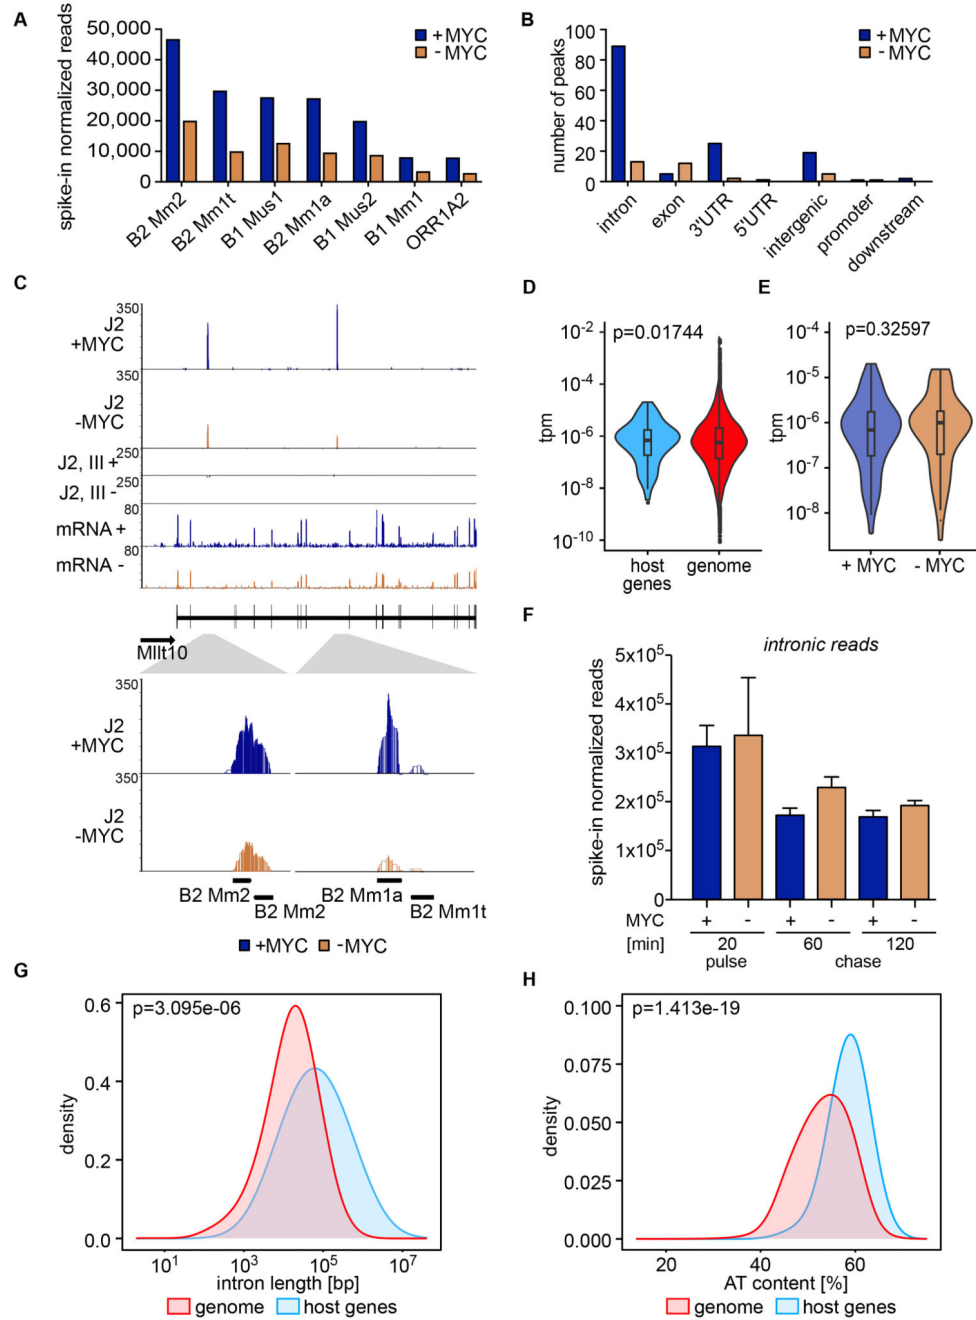 A
spike-in normalized reads
50,000
40,000
30,000
20,000
10,000
0
+MYC
-MYC
B2 Mm2
B2 Mm1t
B1 Mus1
B2 Mm1a
B1 Mus2
B1 Mm1
ORR1A2
B
number of peaks
100
80
60
40
20
0
+MYC
-MYC
intron
exon
3'UTR
5'UTR
intergenic
promoter
downstream
C
350
J2
+MYC
350
J2
-MYC
J2, III +
250
J2, III -
250
80
mRNA +
mRNA -
80
Mllt10
350
J2
+MYC
350
J2
-MYC
B2 Mm2
B2 Mm2
B2 Mm1a
B2 Mm1t
+MYC -MYC
D
p=0.01744
tpm
10-2
10-4
10-6
10-8
10-10
host
genes
genome
E
p=0.32597
tpm
10-4
10-5
10-6
10-7
10-8
+ MYC - MYC
F
intronic reads
spike-in normalized reads
5x105
3x105
2x105
1x105
0
MYC + - + - + -
[min] 20 60 120
pulse chase
G
p=3.095e-06
density
0.6
0.4
0.2
0.0
101 103 105 107
intron length [bp]
genome host genes
H
p=1.413e-19
density
0.100
0.075
0.050
0.025
0.000
20 40 60
AT content [%]
genome host genes